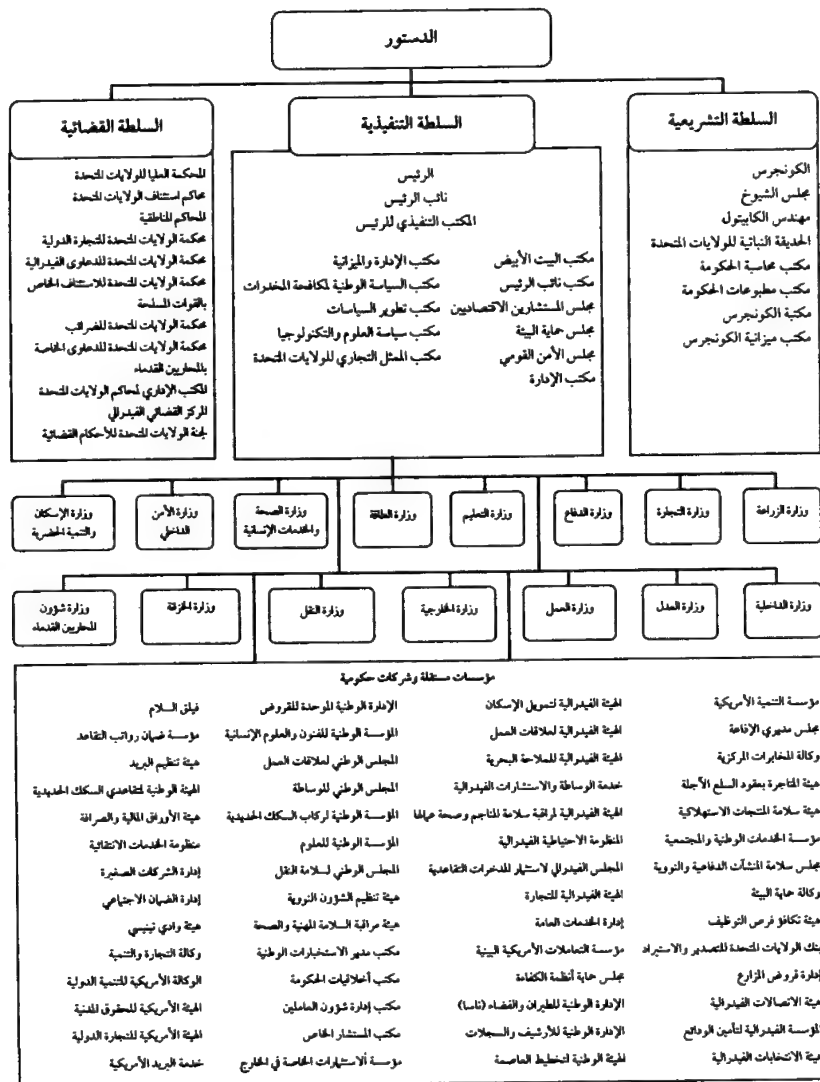 الدستور
السلطة التشريعية
الكونجرس
مجلس الشيوخ
مهندس الكابيتول
الحديقة النباتية للولايات المتحدة
مكتب محاسبة الحكومة
مكتب مطبوعات الحكومة
مكتبة الكونجرس
مكتب ميزانية الكونجرس
السلطة التنفيذية
الرئيس
نائب الرئيس
المكتب التنفيذي للرئيس
مكتب البيت الأبيض
مكتب نائب الرئيس
مجلس المستشارين الاقتصاديين
مجلس حماية البيئة
مجلس الأمن القومي
مكتب الإدارة
مكتب الإدارة والميزانية
مكتب السياسة الوطنية لمكافحة المخدرات
مكتب تطوير السياسات
مكتب سياسة العلوم والتكنولوجيا
مكتب الممثل التجاري للولايات المتحدة
السلطة القضائية
المحكمة العليا للولايات المتحدة
محاكم استئناف الولايات المتحدة
المحاكم المناطقية
محكمة الولايات المتحدة للتجارة الدولية
محكمة الولايات المتحدة للدعاوى الفيدرالية
محكمة الولايات المتحدة للاستئناف الخاص
بالقوات المسلحة
محكمة الولايات المتحدة للضرائب
محكمة الولايات المتحدة للدعاوى الخاصة
بالمحاربين القدماء
المكتب الإداري لمحاكم الولايات المتحدة
المركز القضائي الفيدرالي
لجنة الولايات المتحدة للأحكام القضائية
وزارة الزراعة
وزارة التجارة
وزارة الدفاع
وزارة التعليم
وزارة الطاقة
وزارة الصحة
والخدمات الإنسانية
وزارة الأمن
الداخلي
وزارة الإسكان
والتنمية الحضرية
وزارة الداخلية
وزارة العدل
وزارة العمل
وزارة الخارجية
وزارة النقل
وزارة الخزانة
وزارة شؤون
المحاربين القدماء
مؤسسات مستقلة وشركات حكومية
مؤسسة التنمية الأمريكية
مجلس مديري الإذاعة
وكالة المخابرات المركزية
هيئة المتاجرة بعقود السلع الآجلة
هيئة سلامة المنتجات الاستهلاكية
مؤسسة الخدمات الوطنية والمجتمعية
مجلس سلامة المنشآت الدفاعية والنووية
وكالة حماية البيئة
هيئة تكافؤ فرص التوظيف
بنك الولايات المتحدة للتصدير والاستيراد
إدارة قروض المزارع
هيئة الاتصالات الفيدرالية
المؤسسة الفيدرالية لتأمين الودائع
هيئة الانتخابات الفيدرالية
الهيئة الفيدرالية لتمويل الإسكان
الهيئة الفيدرالية لعلاقات العمل
الهيئة الفيدرالية للملاحة البحرية
خدمة الوساطة والاستشارات الفيدرالية
الهيئة الفيدرالية لمراقبة سلامة المناجم وصحة عمالها
المنظومة الاحتياطية الفيدرالية
المجلس الفيدرالي لاستثمار المدخرات التقاعدية
الهيئة الفيدرالية للتجارة
إدارة الخدمات العامة
مؤسسة التعاملات الأمريكية البينية
مجلس حماية أنظمة الكفاءة
الإدارة الوطنية للطيران والفضاء (ناسا)
الإدارة الوطنية للأرشيف والسجلات
الهيئة الوطنية لتخطيط العاصمة
الإدارة الوطنية الموحدة للقروض
المؤسسة الوطنية للفنون والعلوم الإنسانية
المجلس الوطني لعلاقات العمل
المجلس الوطني للوساطة
المؤسسة الوطنية لركاب السكك الحديدية
المؤسسة الوطنية للعلوم
المجلس الوطني لسلامة النقل
هيئة تنظيم الشؤون النووية
هيئة مراقبة السلامة المهنية والصحة
مكتب مدير الاستخبارات الوطنية
مكتب أخلاقيات الحكومة
مكتب إدارة شؤون العاملين
مكتب المستشار الخاص
مؤسسة الاستثمارات الخاصة في الخارج
فيلق السلام
مؤسسة ضمان رواتب التقاعد
هيئة تنظيم البريد
الهيئة الوطنية لمتقاعدي السكك الحديدية
هيئة الأوراق المالية والصرافة
منظومة الخدمات الانتقائية
إدارة الشركات الصغيرة
إدارة الضمان الاجتماعي
هيئة وادي تينيسي
وكالة التجارة والتنمية
الوكالة الأمريكية للتنمية الدولية
الهيئة الأمريكية للحقوق المدنية
الهيئة الأمريكية للتجارة الدولية
خدمة البريد الأمريكية